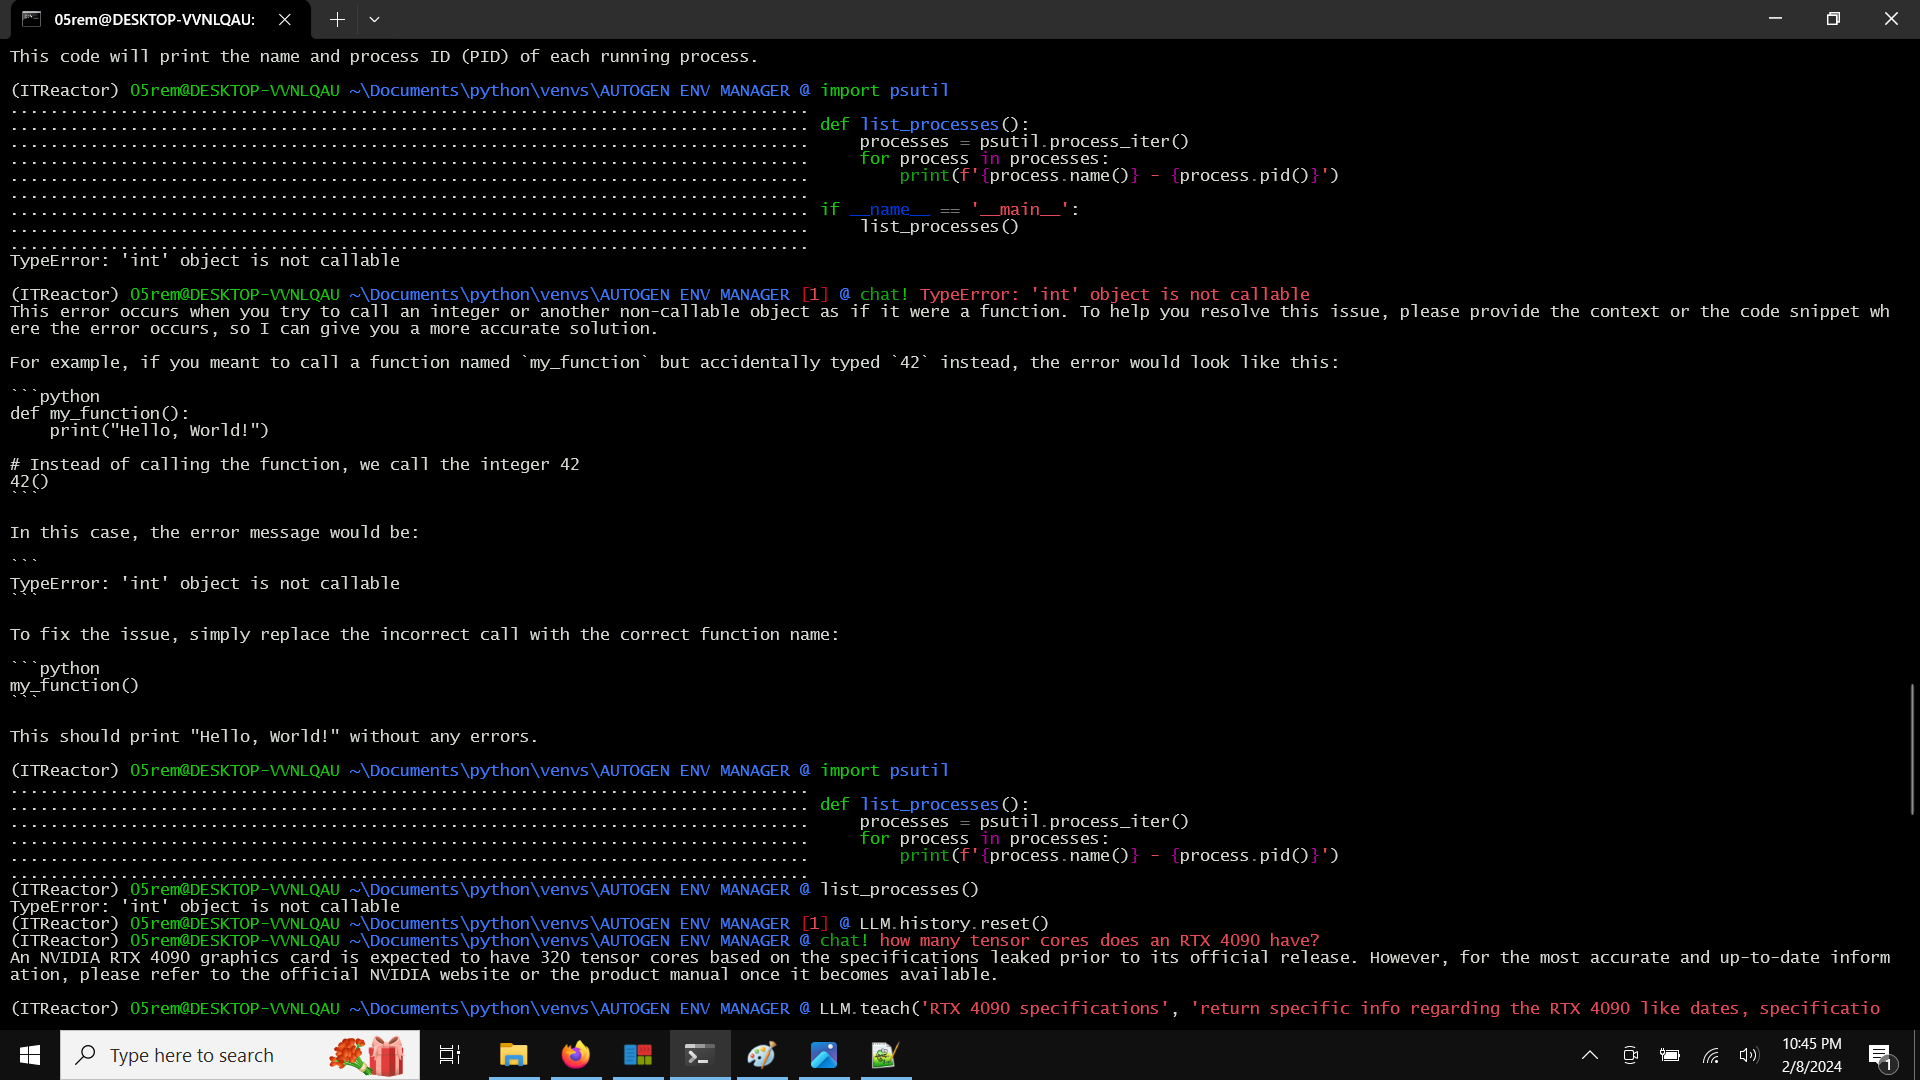 05rem@DESKTOP-VVNLQAU:
This code will print the name and process ID (PID) of each running process.
(ITReactor) 05rem@DESKTOP-VVNLQAU ~\Documents\python\venvs\AUTOGEN ENV MANAGER @ import psutil
................................................................................
................................................................................ def list_processes():
................................................................................     processes = psutil.process_iter()
................................................................................     for process in processes:
................................................................................         print(f'{process.name()} - {process.pid()}')
................................................................................
................................................................................ if __name__ == '__main__':
................................................................................     list_processes()
................................................................................
TypeError: 'int' object is not callable
(ITReactor) 05rem@DESKTOP-VVNLQAU ~\Documents\python\venvs\AUTOGEN ENV MANAGER [1] @ chat! TypeError: 'int' object is not callable
This error occurs when you try to call an integer or another non-callable object as if it were a function. To help you resolve this issue, please provide the context or the code snippet wh
ere the error occurs, so I can give you a more accurate solution.
For example, if you meant to call a function named `my_function` but accidentally typed `42` instead, the error would look like this:
```python
def my_function():
    print("Hello, World!")
# Instead of calling the function, we call the integer 42
42()
```
In this case, the error message would be:
```
TypeError: 'int' object is not callable
```
To fix the issue, simply replace the incorrect call with the correct function name:
```python
my_function()
```
This should print "Hello, World!" without any errors.
(ITReactor) 05rem@DESKTOP-VVNLQAU ~\Documents\python\venvs\AUTOGEN ENV MANAGER @ import psutil
................................................................................
................................................................................ def list_processes():
................................................................................     processes = psutil.process_iter()
................................................................................     for process in processes:
................................................................................         print(f'{process.name()} - {process.pid()}')
................................................................................
(ITReactor) 05rem@DESKTOP-VVNLQAU ~\Documents\python\venvs\AUTOGEN ENV MANAGER @ list_processes()
TypeError: 'int' object is not callable
(ITReactor) 05rem@DESKTOP-VVNLQAU ~\Documents\python\venvs\AUTOGEN ENV MANAGER [1] @ LLM.history.reset()
(ITReactor) 05rem@DESKTOP-VVNLQAU ~\Documents\python\venvs\AUTOGEN ENV MANAGER @ chat! how many tensor cores does an RTX 4090 have?
An NVIDIA RTX 4090 graphics card is expected to have 320 tensor cores based on the specifications leaked prior to its official release. However, for the most accurate and up-to-date inform
ation, please refer to the official NVIDIA website or the product manual once it becomes available.
(ITReactor) 05rem@DESKTOP-VVNLQAU ~\Documents\python\venvs\AUTOGEN ENV MANAGER @ LLM.teach('RTX 4090 specifications', 'return specific info regarding the RTX 4090 like dates, specificatio
Type here to search
10:45 PM
2/8/2024
1